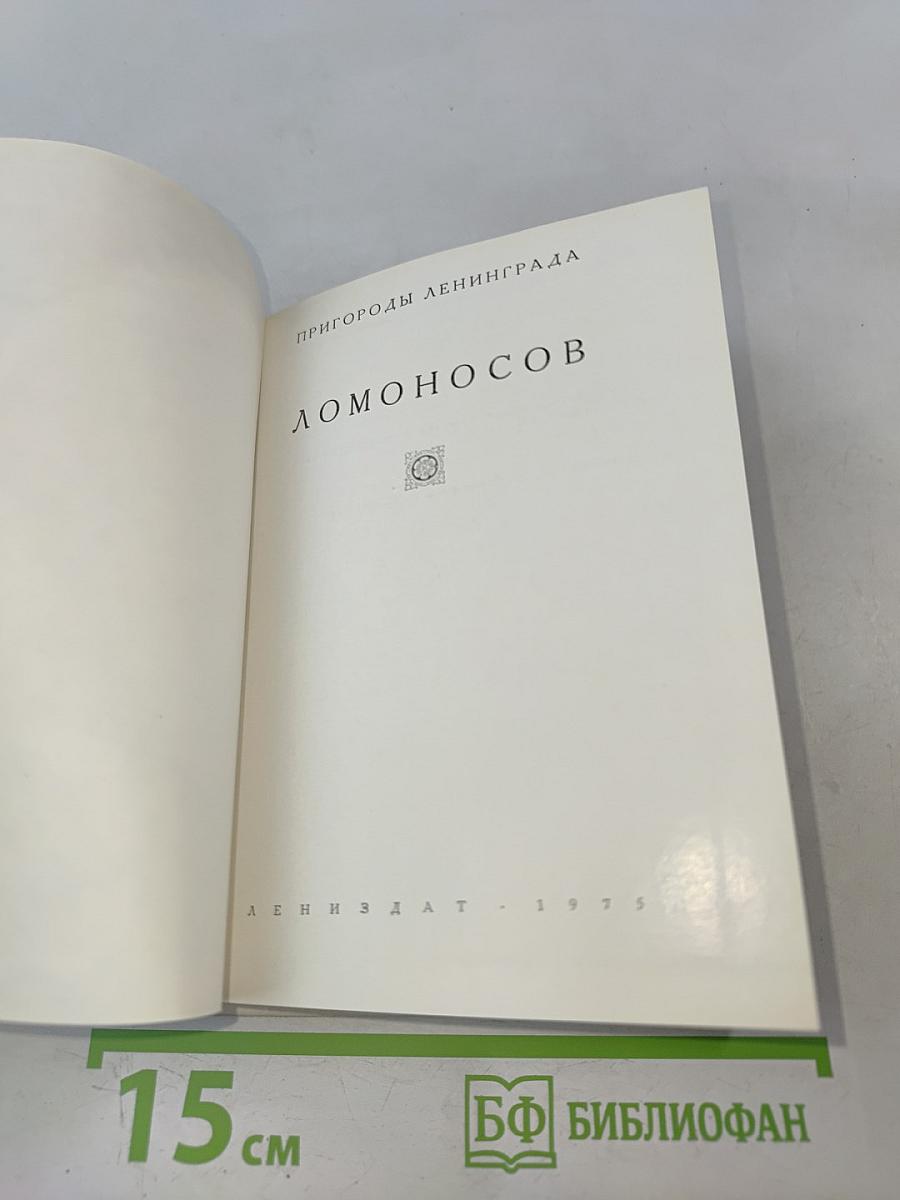 ПРИГОРОДЫ ЛЕНИНГРАДА
ЛОМОНОСОВ
ЛЕНИЗДАТ - 1975
15 см
БФ БИБЛИОФАН